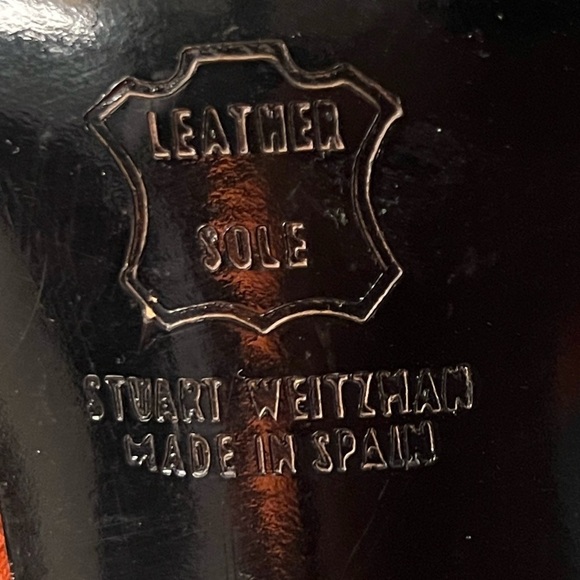 LEATHER
SOLE
STUART WEITZMAN
MADE IN SPAIN